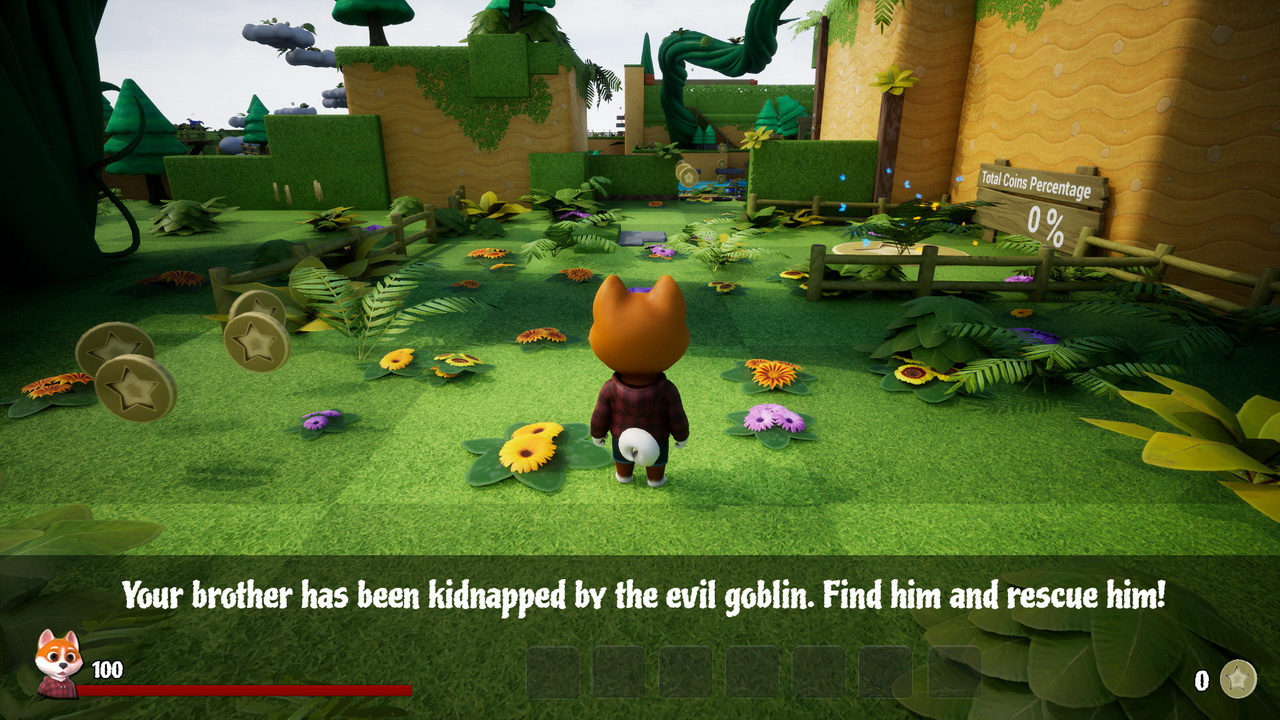 Total Coins Percentage
0%
Your brother has been kidnapped by the evil goblin. Find him and rescue him!
100
0